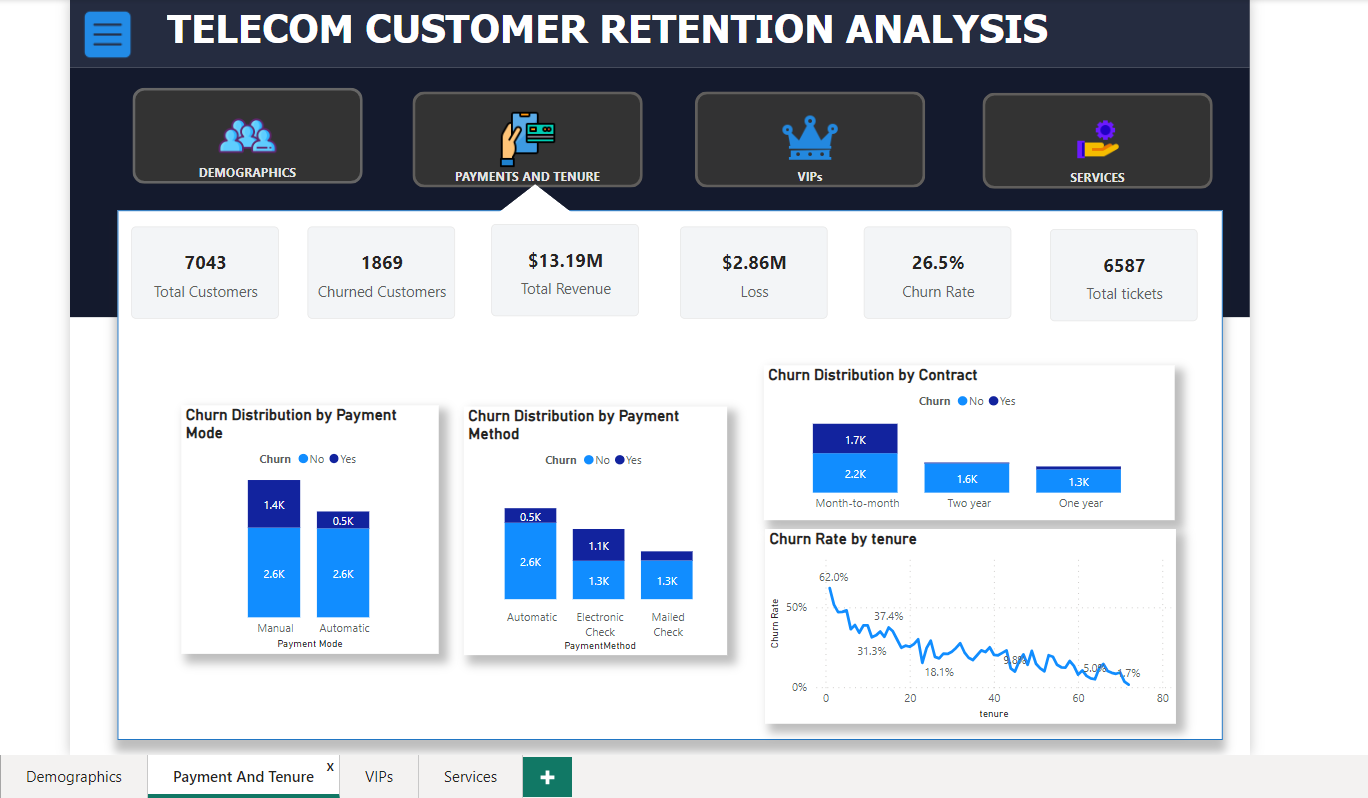 TELECOM CUSTOMER RETENTION ANALYSIS
DEMOGRAPHICS
PAYMENTS AND TENURE
VIPs
SERVICES
7043
Total Customers
1869
Churned Customers
$13.19M
Total Revenue
$2.86M
Loss
26.5%
Churn Rate
6587
Total tickets
Churn Distribution by Payment
Mode
Churn No Yes
1.4K
0.5K
2.6K
2.6K
Manual
Automatic
Payment Mode
Churn Distribution by Payment
Method
Churn No Yes
0.5K
1.1K
2.6K
1.3K
1.3K
Automatic
Electronic
Check
Mailed
Check
PaymentMethod
Churn Distribution by Contract
Churn No Yes
1.7K
2.2K
1.6K
1.3K
Month-to-month
Two year
One year
Churn Rate by tenure
Churn Rate
50%
0%
62.0%
37.4%
31.3%
18.1%
9.8%
5.0%
1.7%
0 20 40 60 80
tenure
Demographics
Payment And Tenure
x
VIPs
Services
+